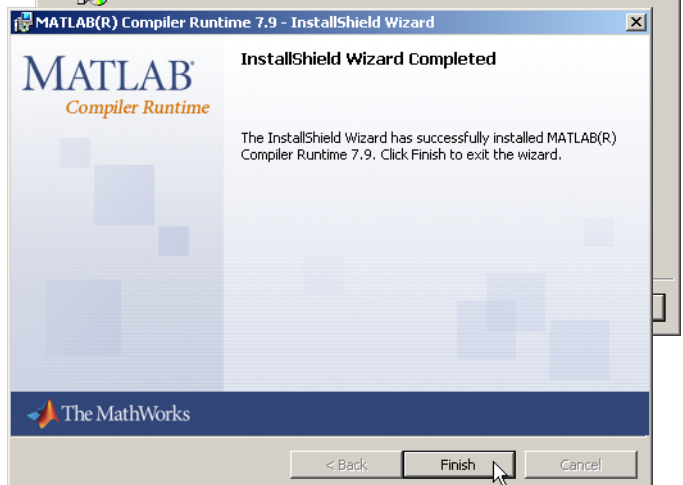 MATLAB(R) Compiler Runtime 7.9 - InstallShield Wizard
MATLAB®
Compiler Runtime
InstallShield Wizard Completed
The InstallShield Wizard has successfully installed MATLAB(R)
Compiler Runtime 7.9. Click Finish to exit the wizard.
The MathWorks
< Back
Finish
Cancel